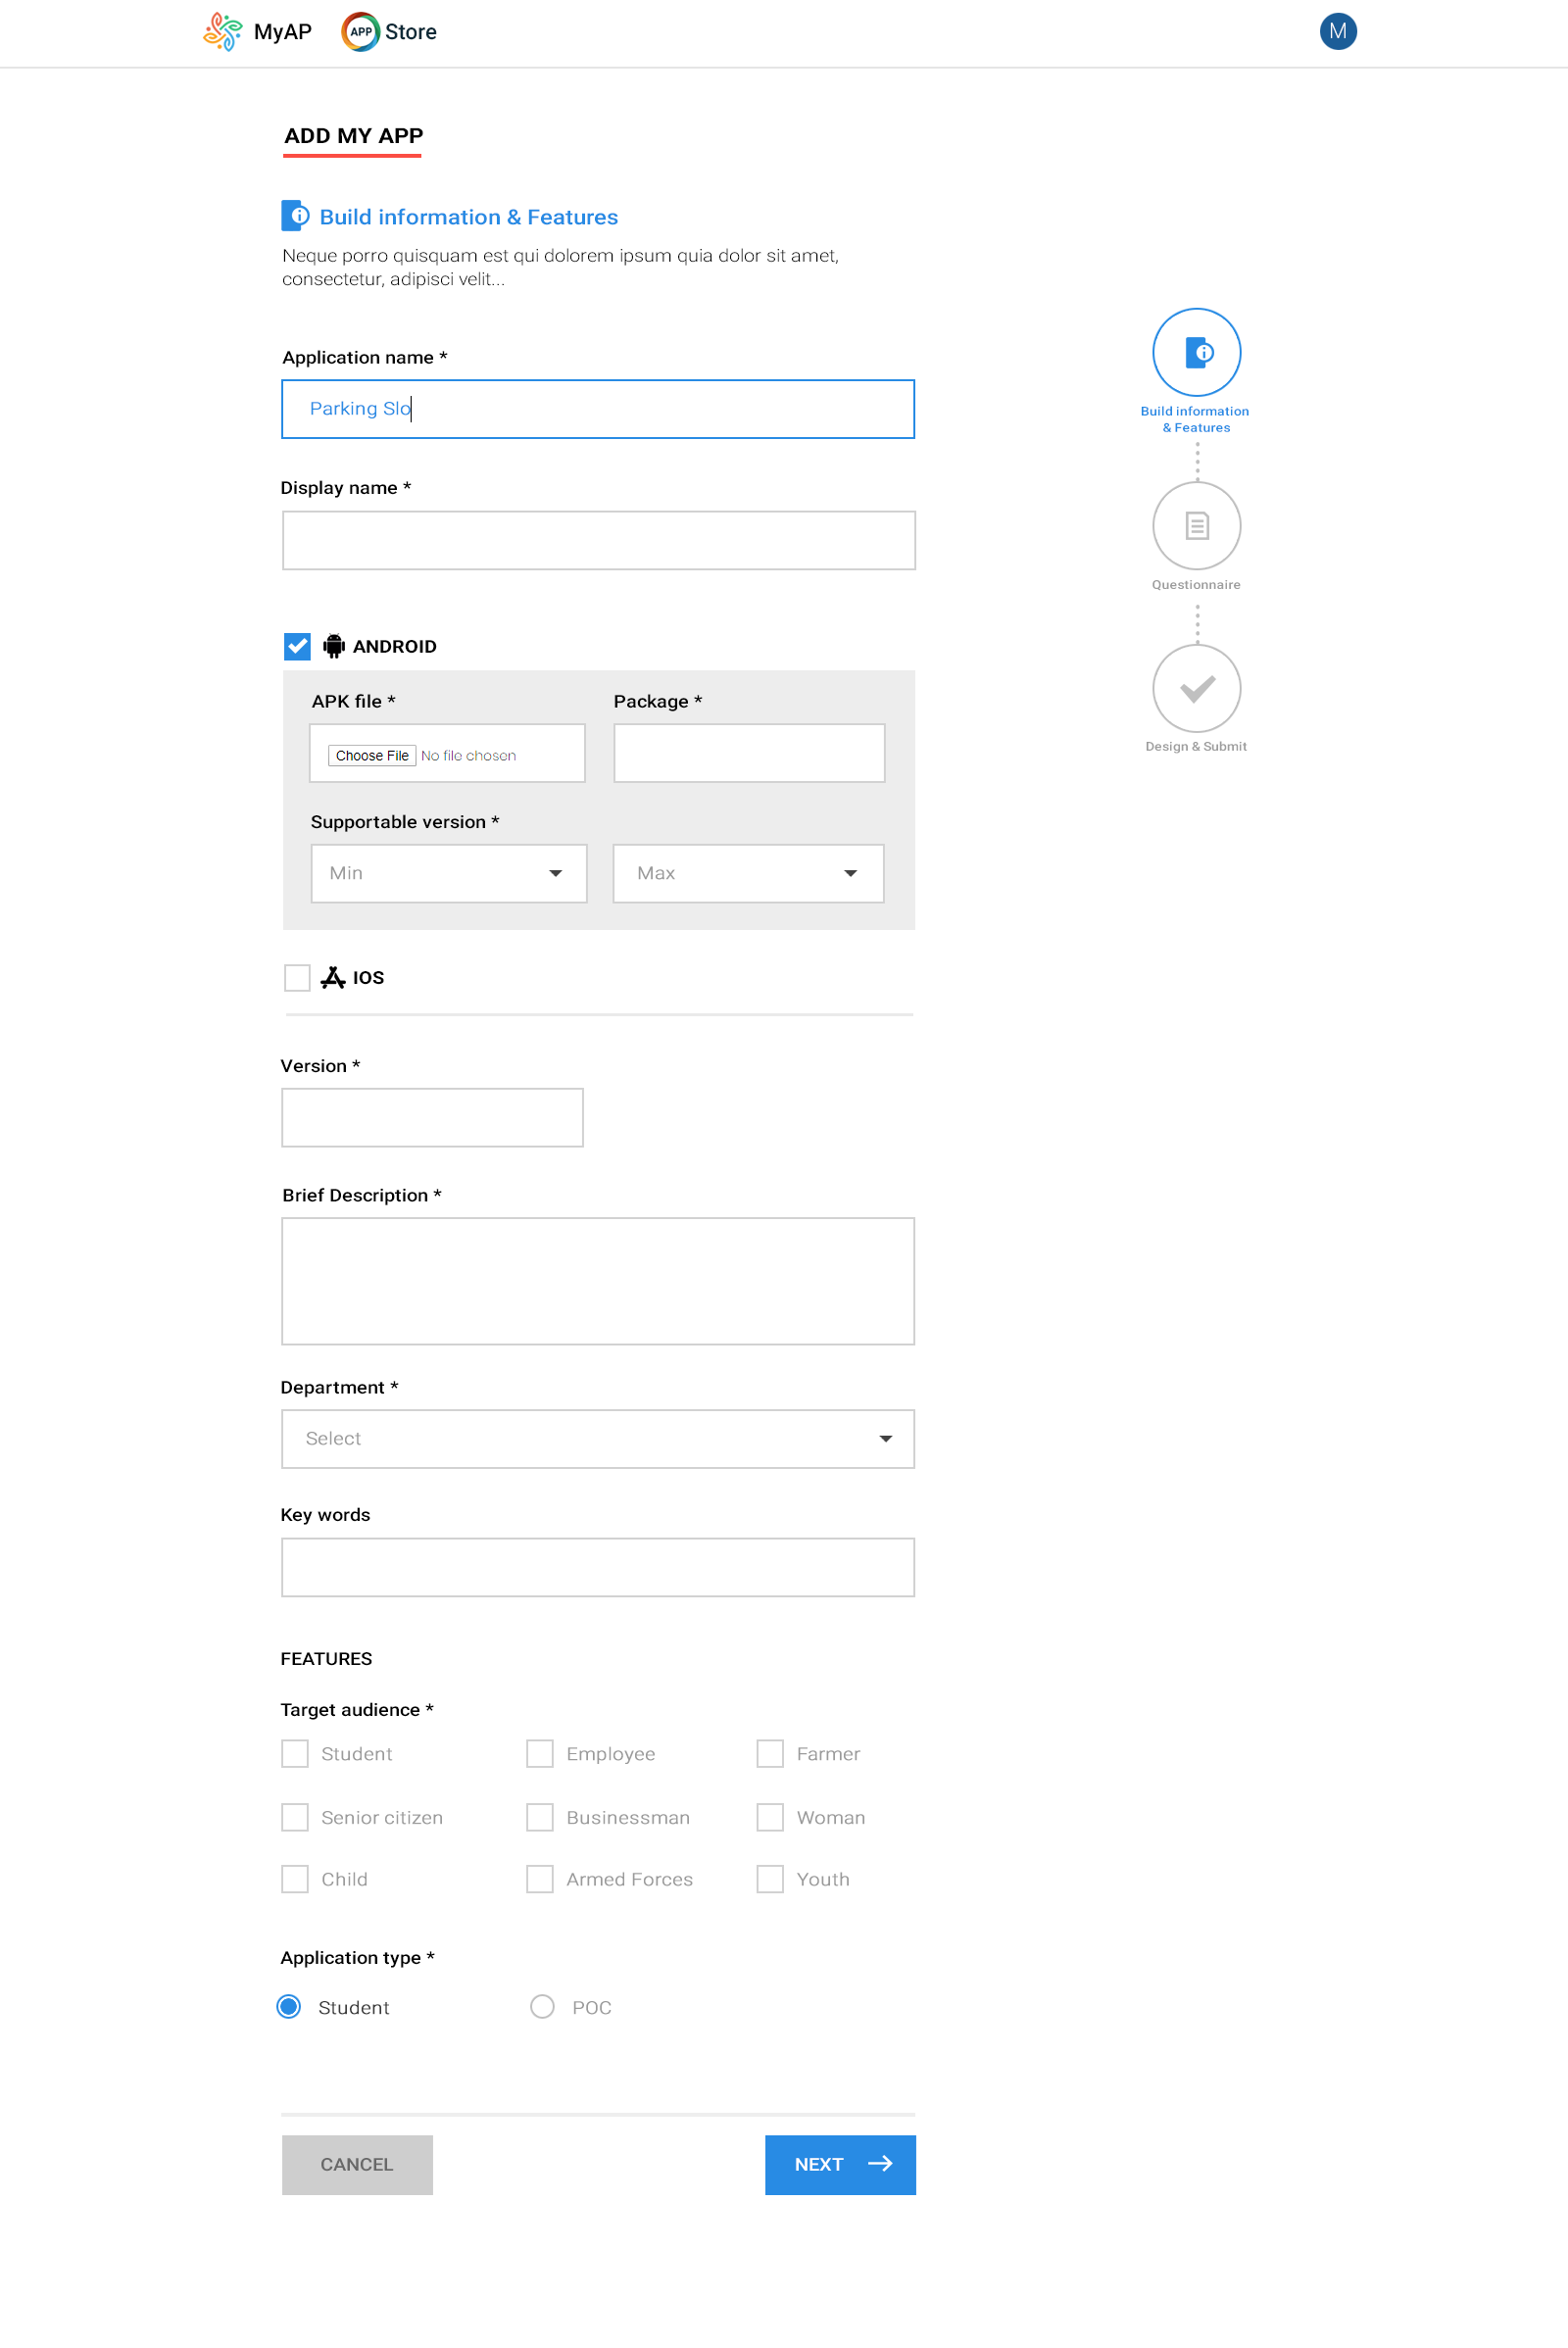 MyAP APP Store M
ADD MY APP
Build information & Features
Neque porro quisquam est qui dolorem ipsum quia dolor sit amet,
consectetur, adipisci velit...
Application name *
Parking Slo
Display name *
ANDROID
APK file * Package *
Choose File No file chosen
Supportable version *
Min Max
IOS
Version *
Brief Description *
Department *
Select
Key words
FEATURES
Target audience *
Student Employee Farmer
Senior citizen Businessman Woman
Child Armed Forces Youth
Application type *
Student POC
CANCEL NEXT
Build information
& Features
Questionnaire
Design & Submit